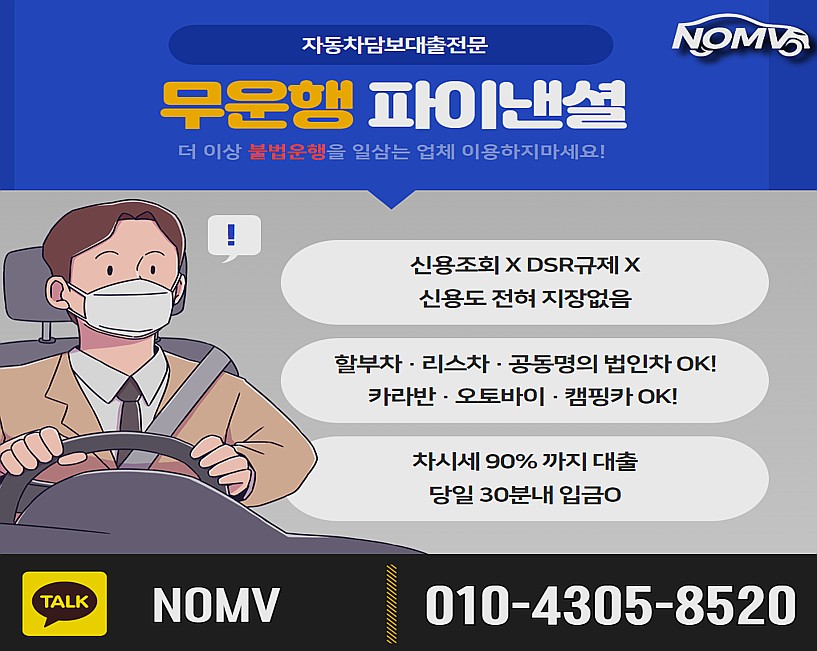 자동차담보대출전문
NOMV
무운행 파이낸셜
더 이상 불법운행을 일삼는 업체 이용하지마세요!
!
신용조회 X DSR규제 X
신용도 전혀 지장없음
할부차 · 리스차 · 공동명의 법인차 OK!
카라반 · 오토바이 · 캠핑카 OK!
차시세 90% 까지 대출
당일 30분내 입금O
TALK
NOMV
010-4305-8520